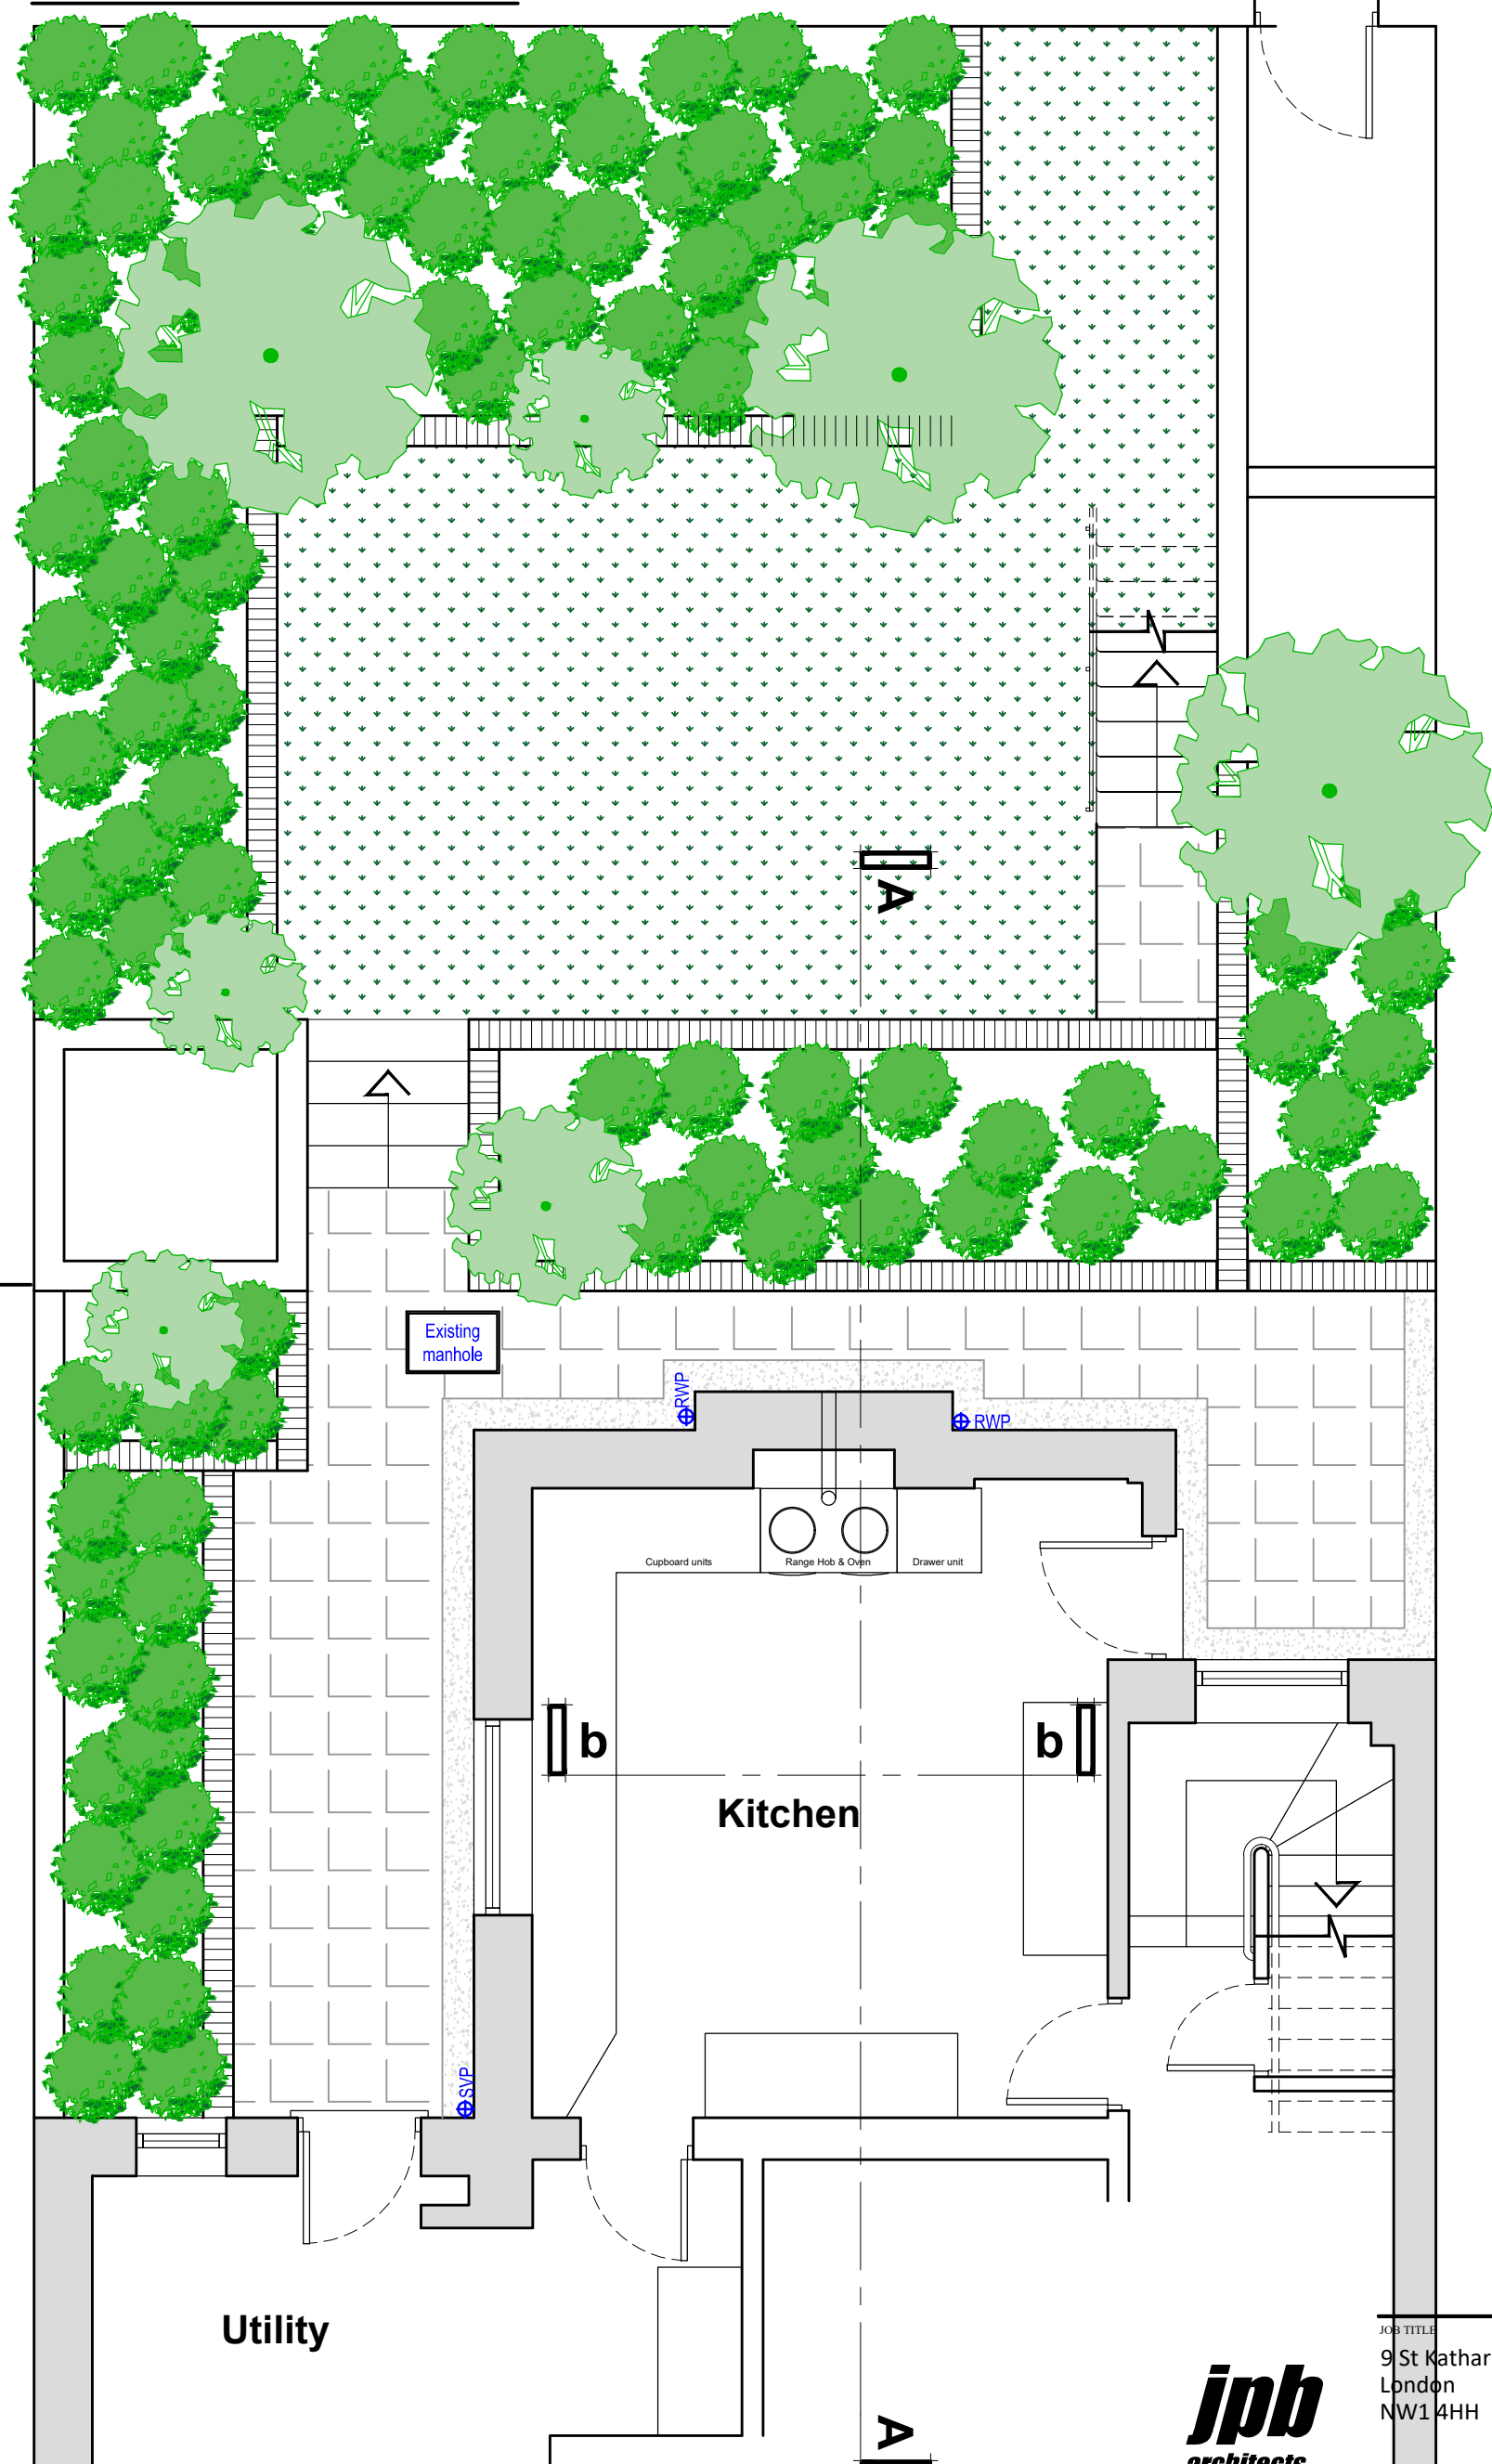 A
Existing
manhole
RWP
RWP
Cupboard units
Range Hob & Oven
Drawer unit
b
b
Kitchen
SVP
Utility
JOB TITLE
9 St Kathar
London
NW1 4HH
jpb
architects
A